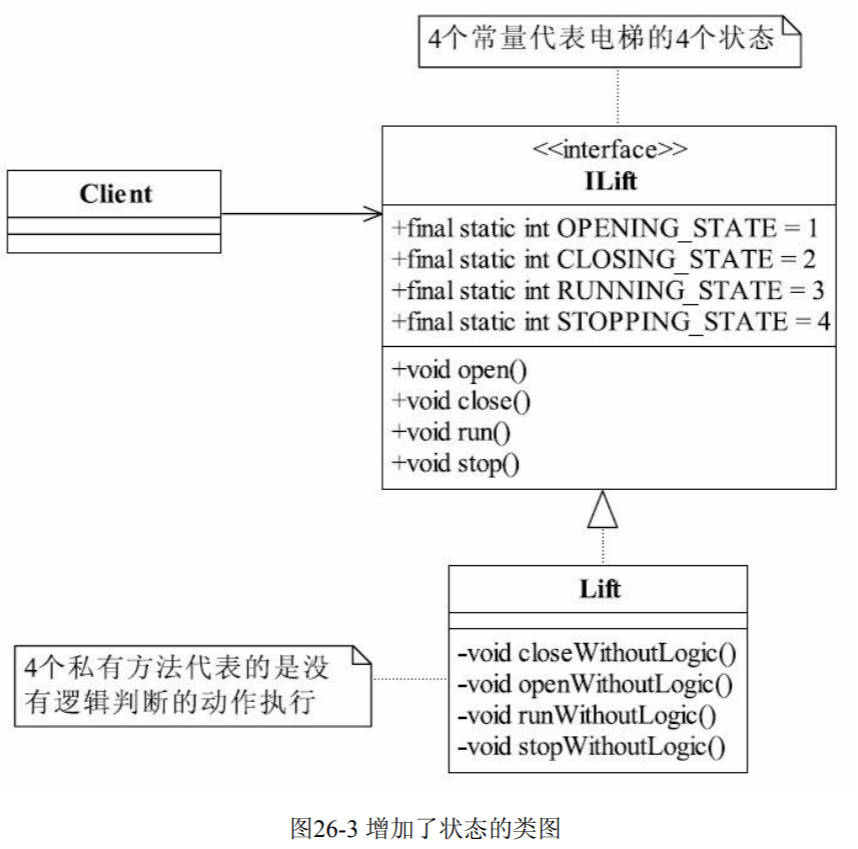 4个常量代表电梯的4个状态
<<interface>>
ILift
Client
+final static int OPENING_STATE = 1
+final static int CLOSING_STATE = 2
+final static int RUNNING_STATE = 3
+final static int STOPPING_STATE = 4
+void open()
+void close()
+void run()
+void stop()
Lift
-void closeWithoutLogic()
-void openWithoutLogic()
-void runWithoutLogic()
-void stopWithoutLogic()
4个私有方法代表的是没
有逻辑判断的动作执行
图26-3 增加了状态的类图